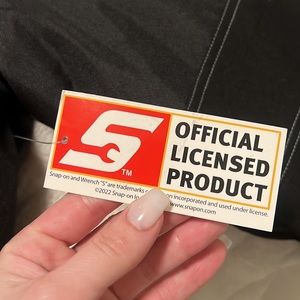 S
TM
OFFICIAL
LICENSED
PRODUCT
Snap-on and Wrench "S" are trademarks on Incorporated and used under license.
©2022 Snap-on In www.snapon.com